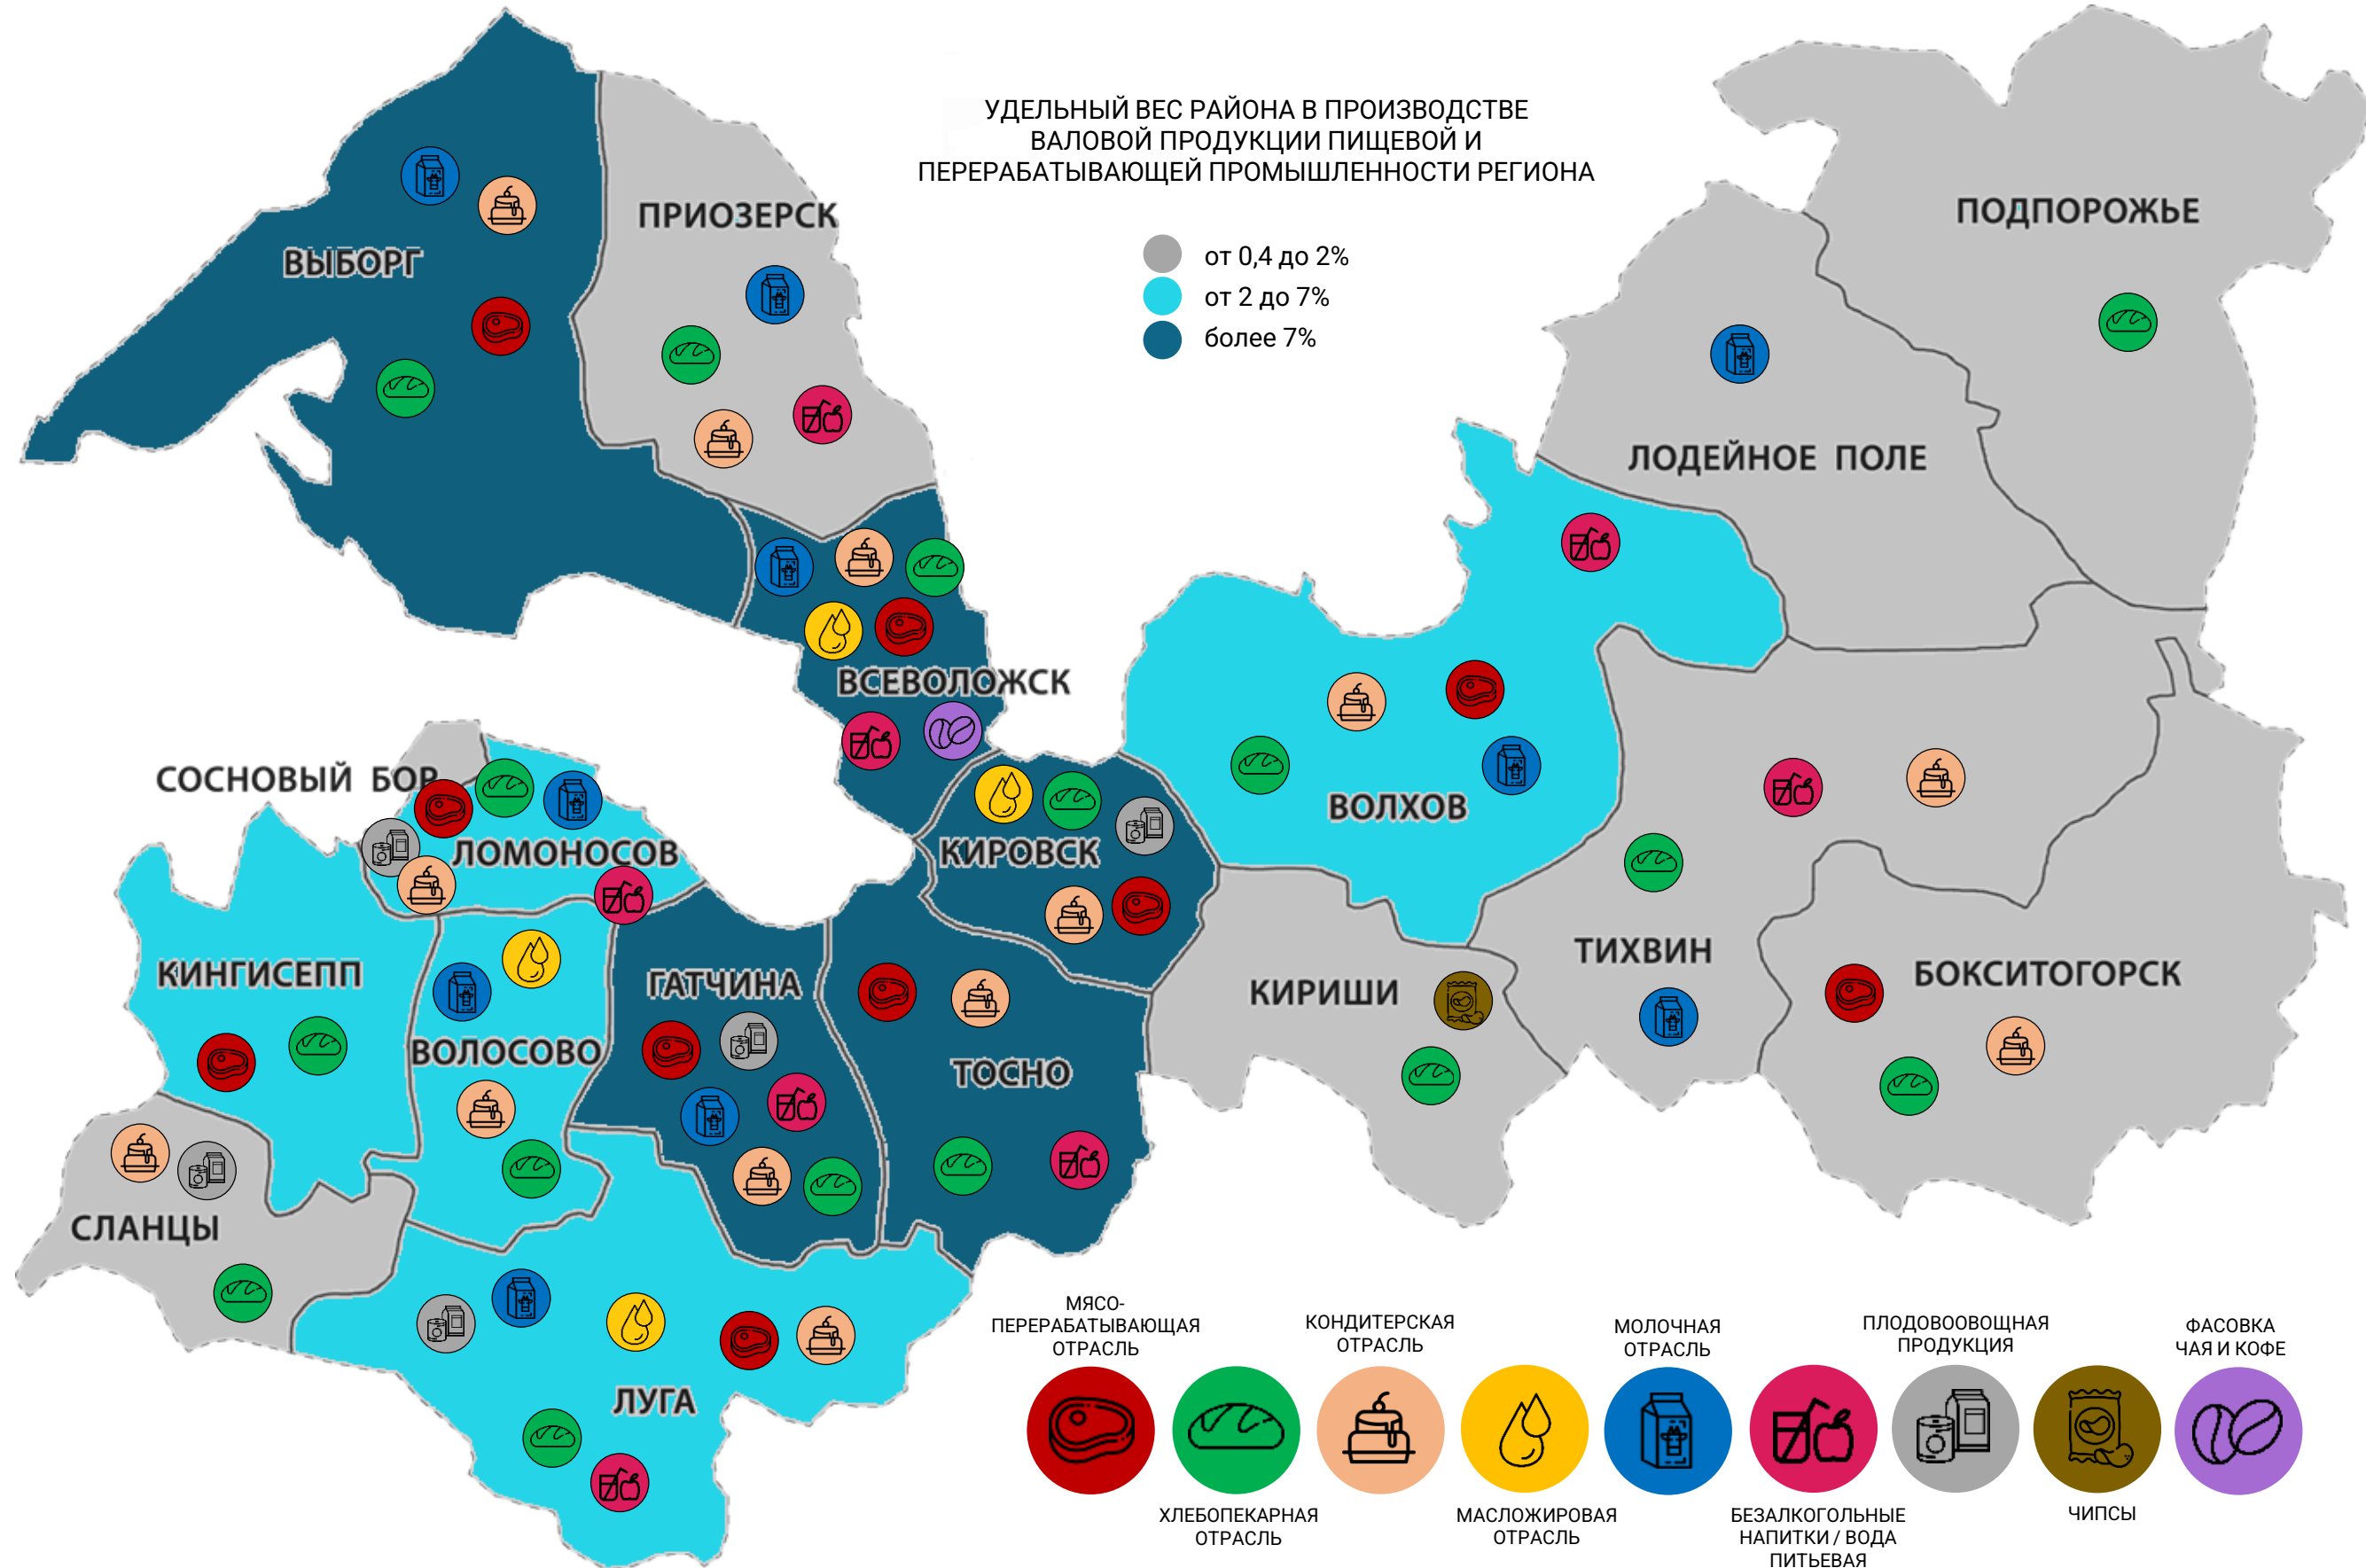 УДЕЛЬНЫЙ ВЕС РАЙОНА В ПРОИЗВОДСТВЕ
ВАЛОВОЙ ПРОДУКЦИИ ПИЩЕВОЙ И
ПЕРЕРАБАТЫВАЮЩЕЙ ПРОМЫШЛЕННОСТИ РЕГИОНА
от 0,4 до 2%
от 2 до 7%
более 7%
ВЫБОРГ
ПРИОЗЕРСК
ПОДПОРОЖЬЕ
ЛОДЕЙНОЕ ПОЛЕ
ВСЕВОЛОЖСК
СОСНОВЫЙ БОР
ЛОМОНОСОВ
КИРОВСК
ВОЛХОВ
КИНГИСЕПП
ГАТЧИНА
КИРИШИ
ТИХВИН
БОКСИТОГОРСК
ВОЛОСОВО
ТОСНО
СЛАНЦЫ
ЛУГА
МЯСО-
ПЕРЕРАБАТЫВАЮЩАЯ
ОТРАСЛЬ
ХЛЕБОПЕКАРНАЯ
ОТРАСЛЬ
КОНДИТЕРСКАЯ
ОТРАСЛЬ
МАСЛОЖИРОВАЯ
ОТРАСЛЬ
МОЛОЧНАЯ
ОТРАСЛЬ
БЕЗАЛКОГОЛЬНЫЕ
НАПИТКИ / ВОДА
ПИТЬЕВАЯ
ПЛОДОВООВОЩНАЯ
ПРОДУКЦИЯ
ЧИПСЫ
ФАСОВКА
ЧАЯ И КОФЕ